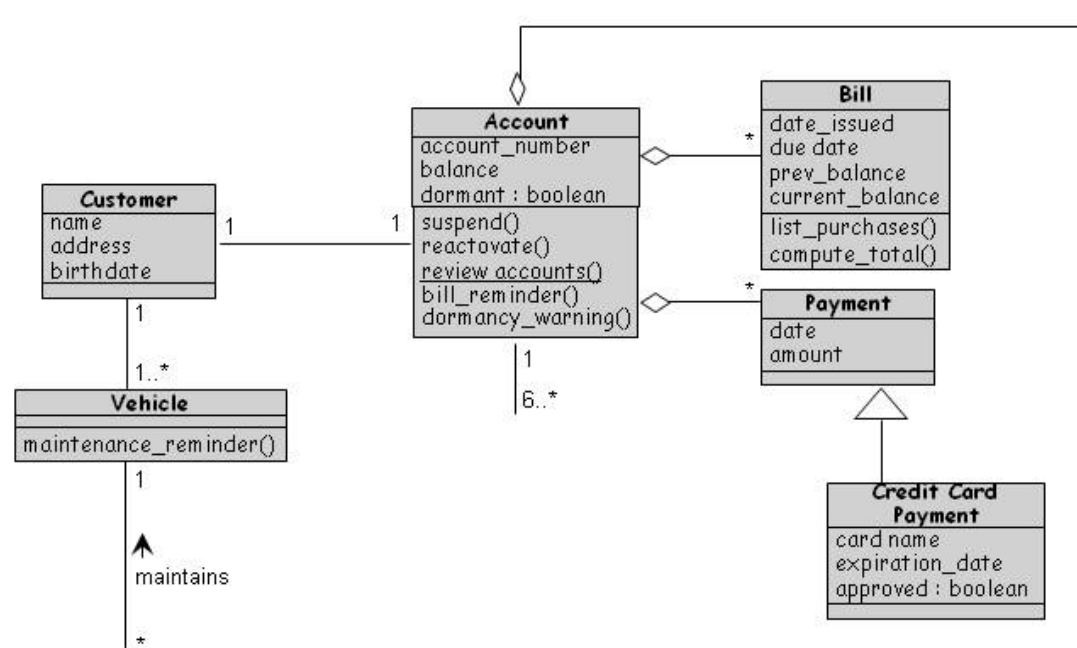 Account
account_number
balance
dormant : boolean
suspend()
reactovate()
review accounts()
bill_reminder()
dormancy_warning()
Bill
date_issued
due date
prev_balance
current_balance
list_purchases()
compute_total()
*
Customer
name
address
birthdate
1
1
*
Payment
date
amount
1
1..*
1
6..*
Vehicle
maintenance_reminder()
1
maintains
*
Credit Card
Payment
card name
expiration_date
approved : boolean